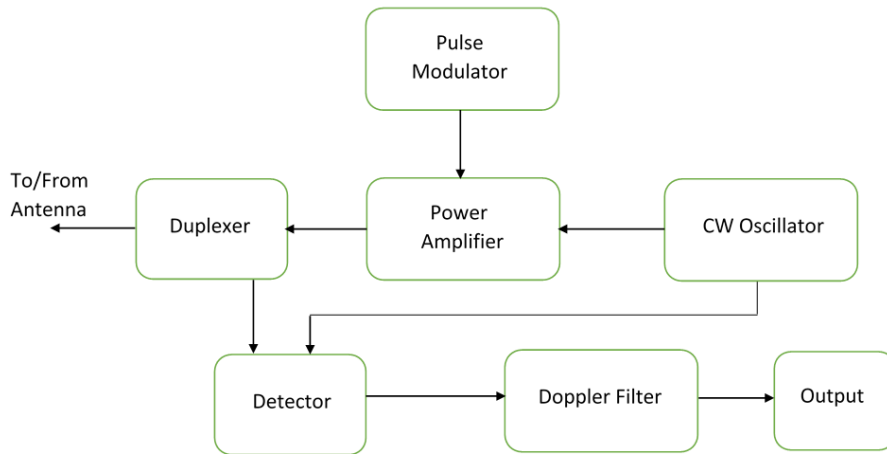 Pulse
Modulator
To/From
Antenna
Duplexer
Power
Amplifier
CW Oscillator
Detector
Doppler Filter
Output